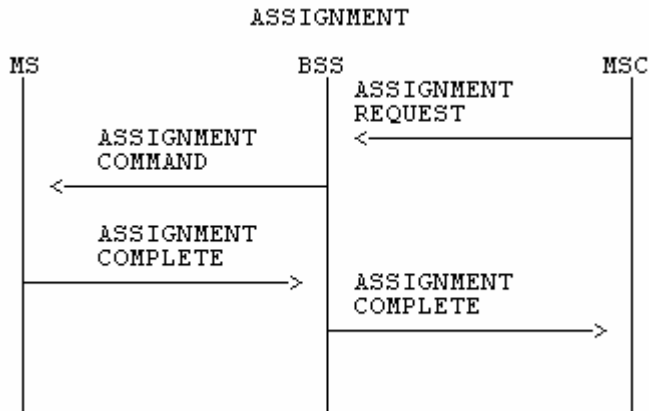 ASSIGNMENT
MS BSS MSC
ASSIGNMENT
REQUEST
ASSIGNMENT
COMMAND
ASSIGNMENT
COMPLETE
ASSIGNMENT
COMPLETE